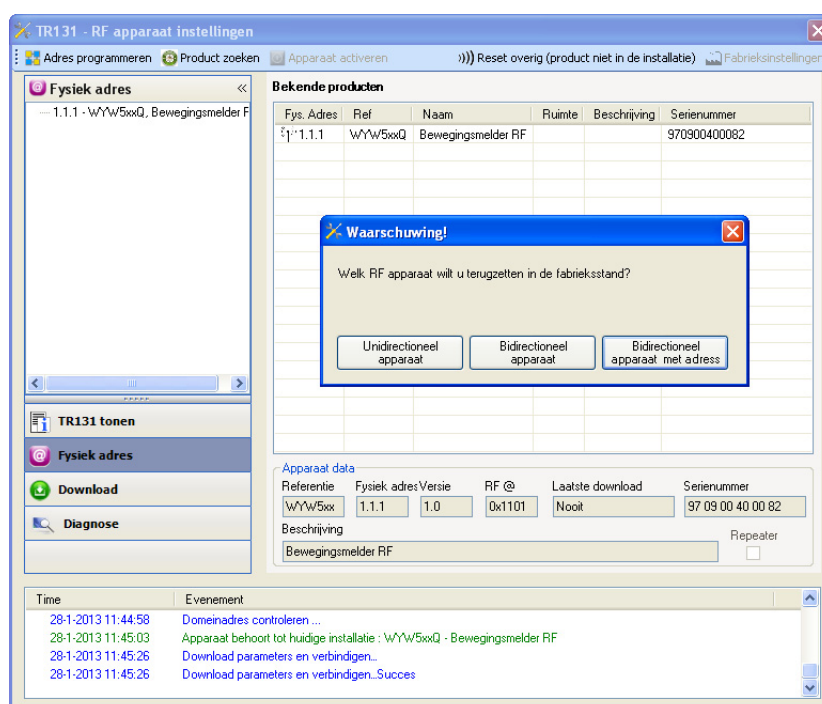 TR131 - RF apparaat instellingen
Adres programmeren Product zoeken Apparaat activeren Reset overig (product niet in de installatie) Fabrieksinstellingen
Fysiek adres
1.1.1 - WYW5xxQ, Bewegingsmelder F
Bekende producten
Fys. Adres Ref Naam Ruimte Beschrijving Serienummer
1.1.1 WYW5xxQ Bewegingsmelder RF 970900400082
Waarschuwing!
Welk RF apparaat wilt u terugzetten in de fabrieksstand?
Unidirectioneel apparaat
Bidirectioneel apparaat
Bidirectioneel apparaat met adress
TR131 tonen
Fysiek adres
Download
Diagnose
Apparaat data
Referentie Fysiek adres Versie RF @ Laatste download Serienummer
WYW5xx 1.1.1 1.0 0x1101 Nooit 97 09 00 40 00 82
Beschrijving
Repeater
Bewegingsmelder RF
Time Evenement
28-1-2013 11:44:58 Domeinadres controleren ...
28-1-2013 11:45:03 Apparaat behoort tot huidige installatie : WYW5xxQ - Bewegingsmelder RF
28-1-2013 11:45:26 Download parameters en verbindigen...
28-1-2013 11:45:26 Download parameters en verbindigen...Succes